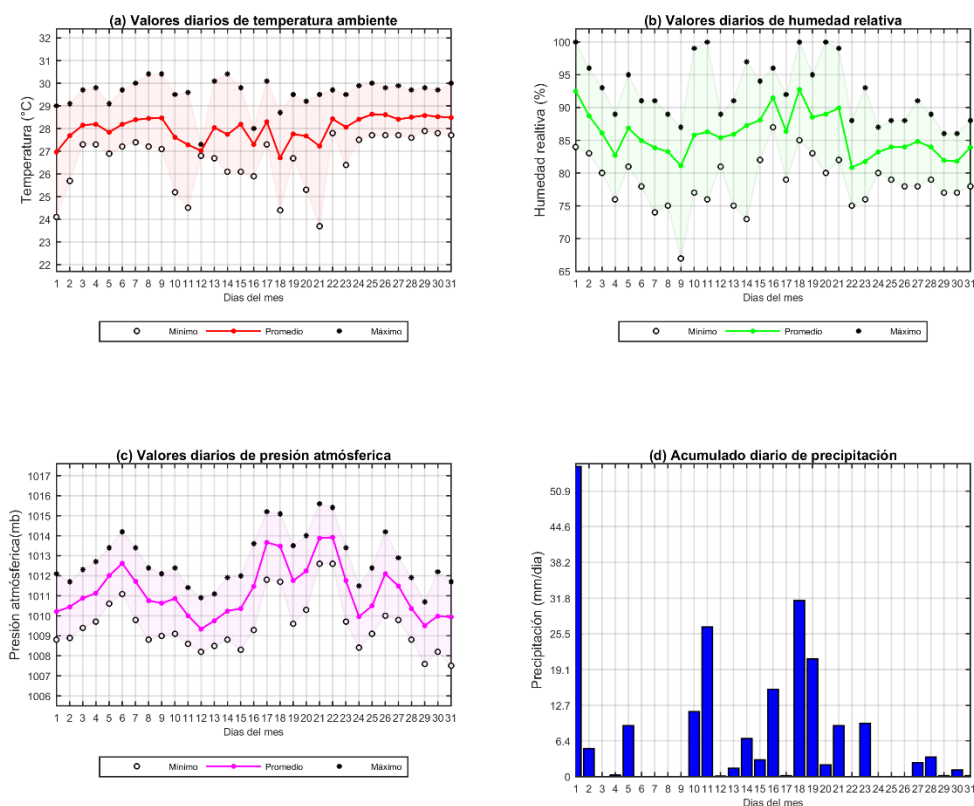 (a) Valores diarios de temperatura ambiente
32
31
30
29
28
27
26
25
24
23
22
Temperatura (°C)
1 2 3 4 5 6 7 8 9 10 11 12 13 14 15 16 17 18 19 20 21 22 23 24 25 26 27 28 29 30 31
Dias del mes
Mínimo Promedio Máximo
(b) Valores diarios de humedad relativa
100
95
90
85
80
75
70
65
Humedad realtiva (%)
1 2 3 4 5 6 7 8 9 10 11 12 13 14 15 16 17 18 19 20 21 22 23 24 25 26 27 28 29 30 31
Dias del mes
Mínimo Promedio Máximo
(c) Valores diarios de presión atmósferica
1017
1016
1015
1014
1013
1012
1011
1010
1009
1008
1007
1006
Presión atmósferica(mb)
1 2 3 4 5 6 7 8 9 10 11 12 13 14 15 16 17 18 19 20 21 22 23 24 25 26 27 28 29 30 31
Dias del mes
Mínimo Promedio Máximo
(d) Acumulado diario de precipitación
50.9
44.6
38.2
31.8
25.5
19.1
12.7
6.4
0
Precipitación (mm/dia)
1 2 3 4 5 6 7 8 9 10 11 12 13 14 15 16 17 18 19 20 21 22 23 24 25 26 27 28 29 30 31
Dias del mes